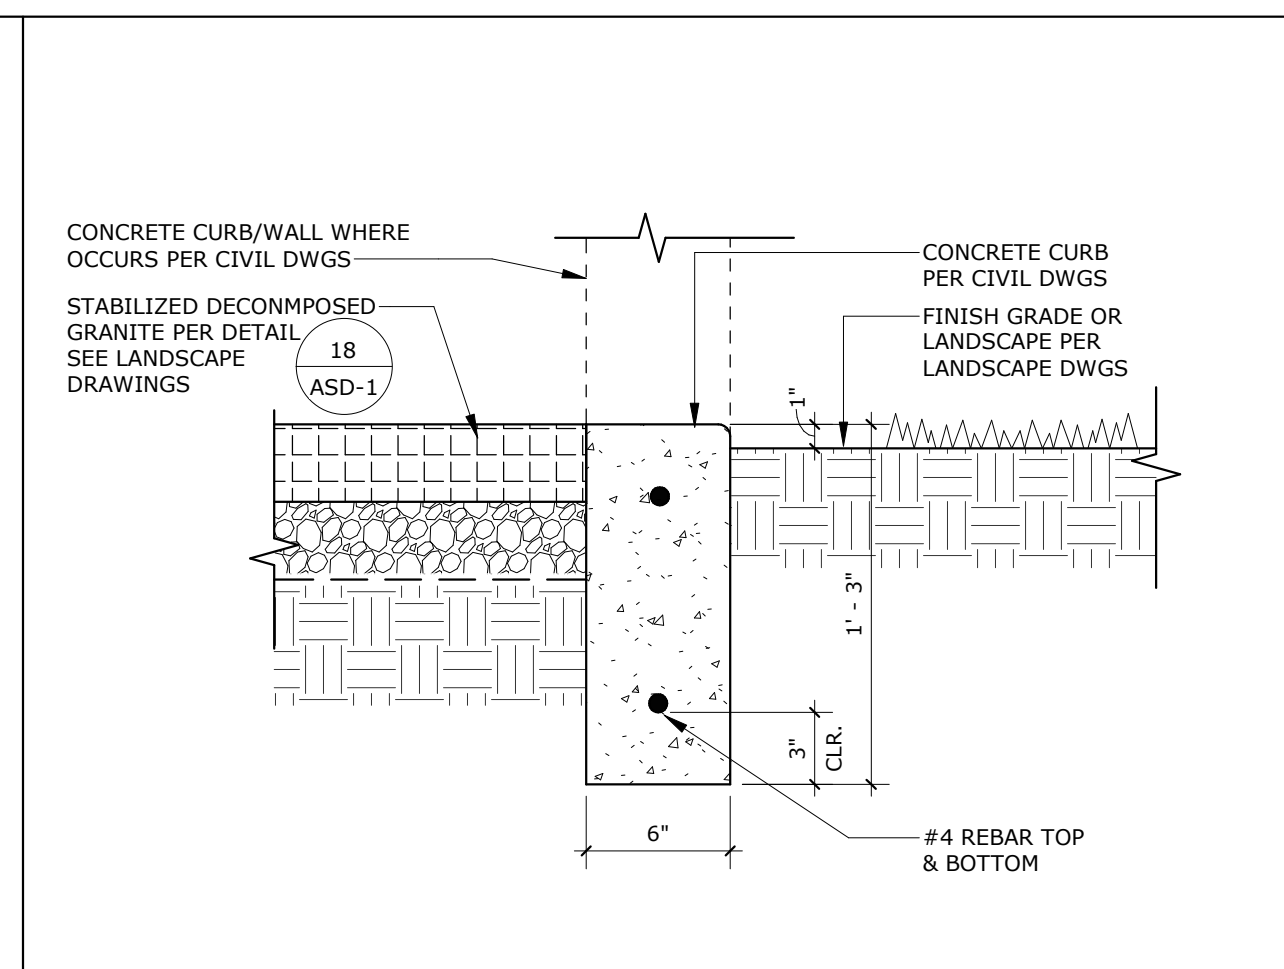 CONCRETE CURB/WALL WHERE
OCCURS PER CIVIL DWGS
STABILIZED DECONMPOSED
GRANITE PER DETAIL
SEE LANDSCAPE
DRAWINGS
18
ASD-1
CONCRETE CURB
PER CIVIL DWGS
FINISH GRADE OR
LANDSCAPE PER
LANDSCAPE DWGS
1"
1' - 3"
3"
CLR.
6"
#4 REBAR TOP
& BOTTOM